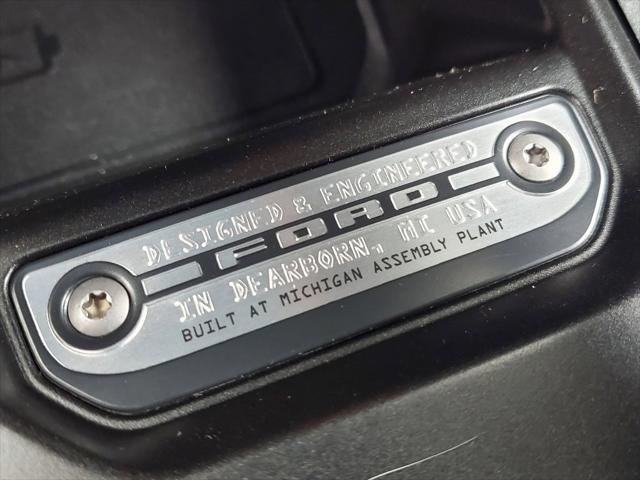 DESIGNED & ENGINEERED
FORD
IN DEARBORN, MI USA
BUILT AT MICHIGAN ASSEMBLY PLANT